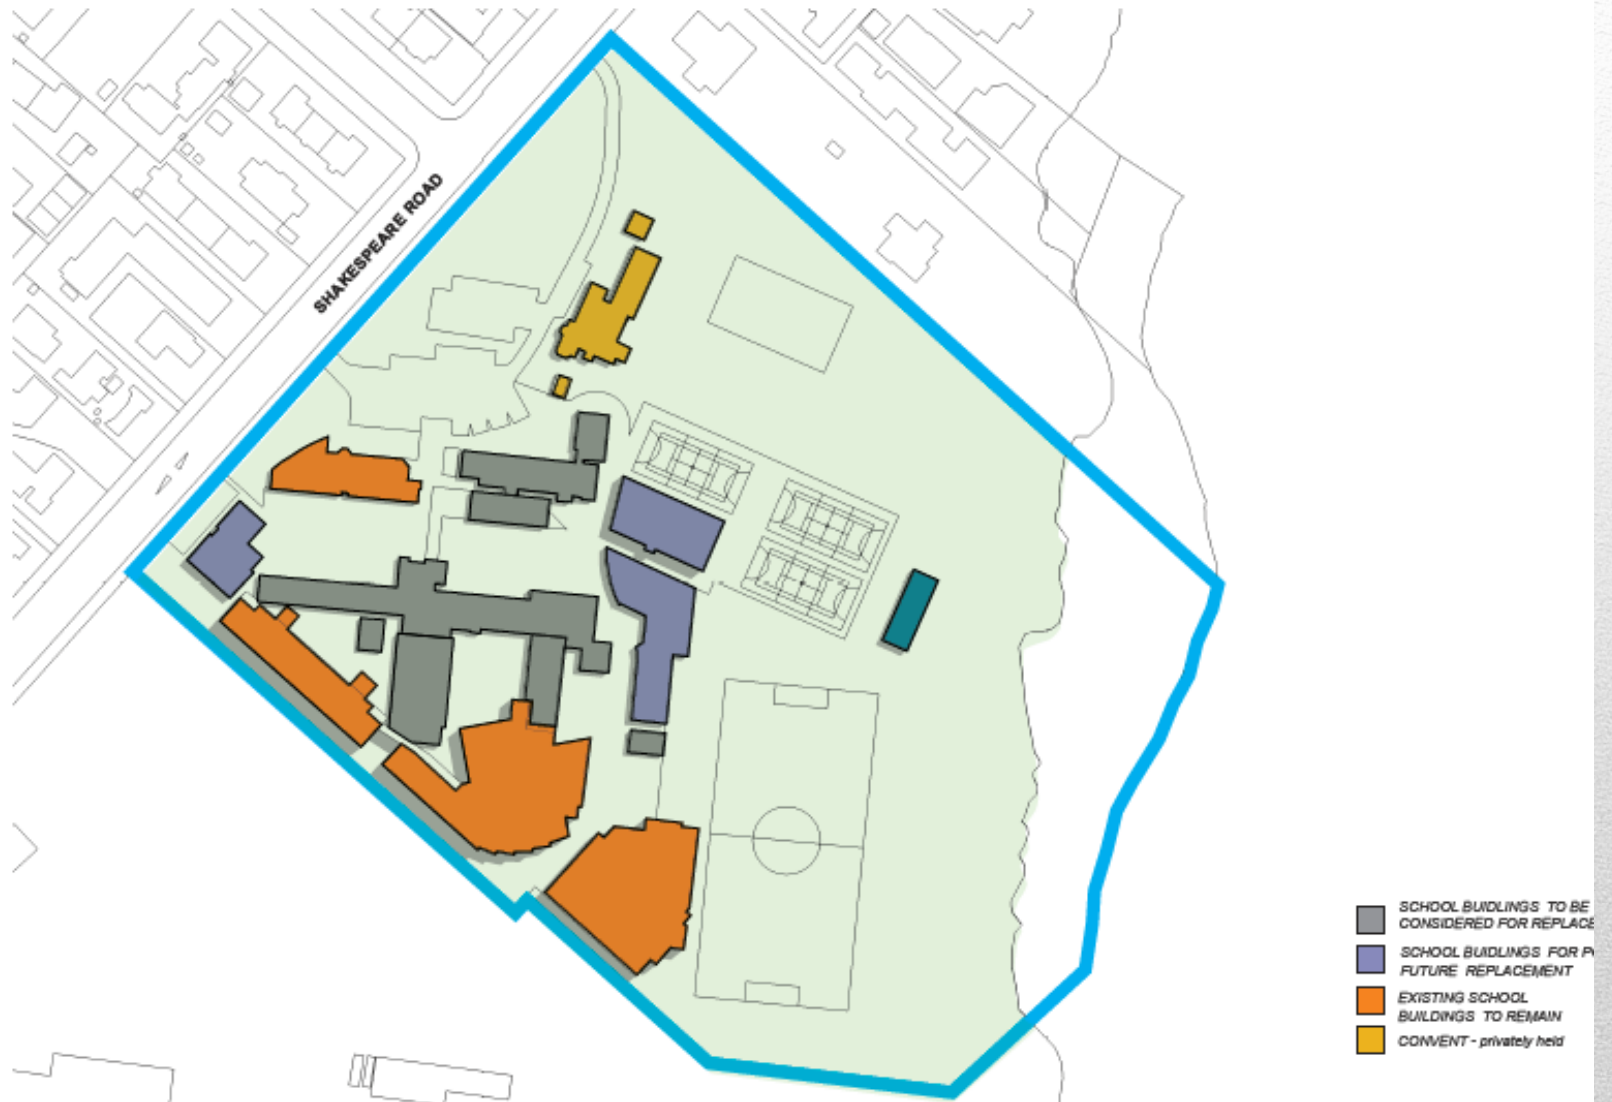 SHAKESPEARE ROAD
SCHOOL BUIDLINGS TO BE
CONSIDERED FOR REPLACE
SCHOOL BUIDLINGS FOR
FUTURE REPLACEMENT
EXISTING SCHOOL
BUILDINGS TO REMAIN
CONVENT - privately held